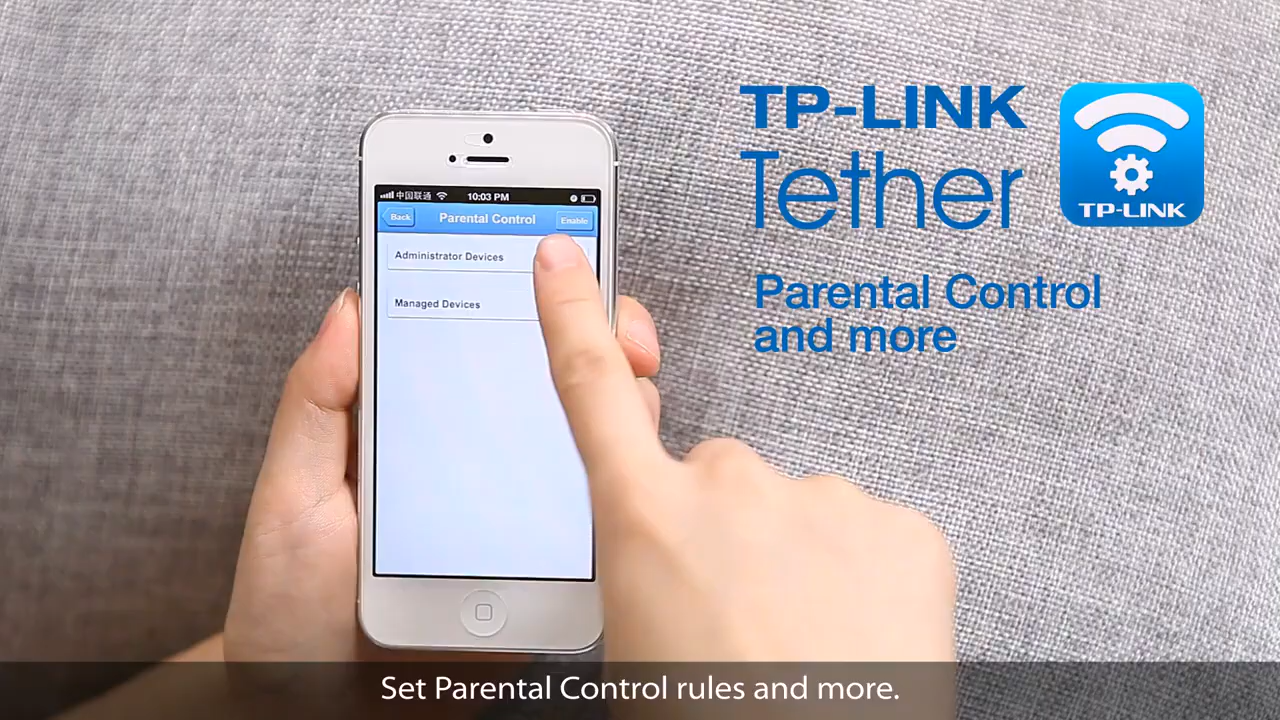 TP-LINK
Tether
TP-LINK
Parental Control
and more
中国联通 10:03 PM
Back Parental Control Enable
Administrator Devices
Managed Devices
Set Parental Control rules and more.